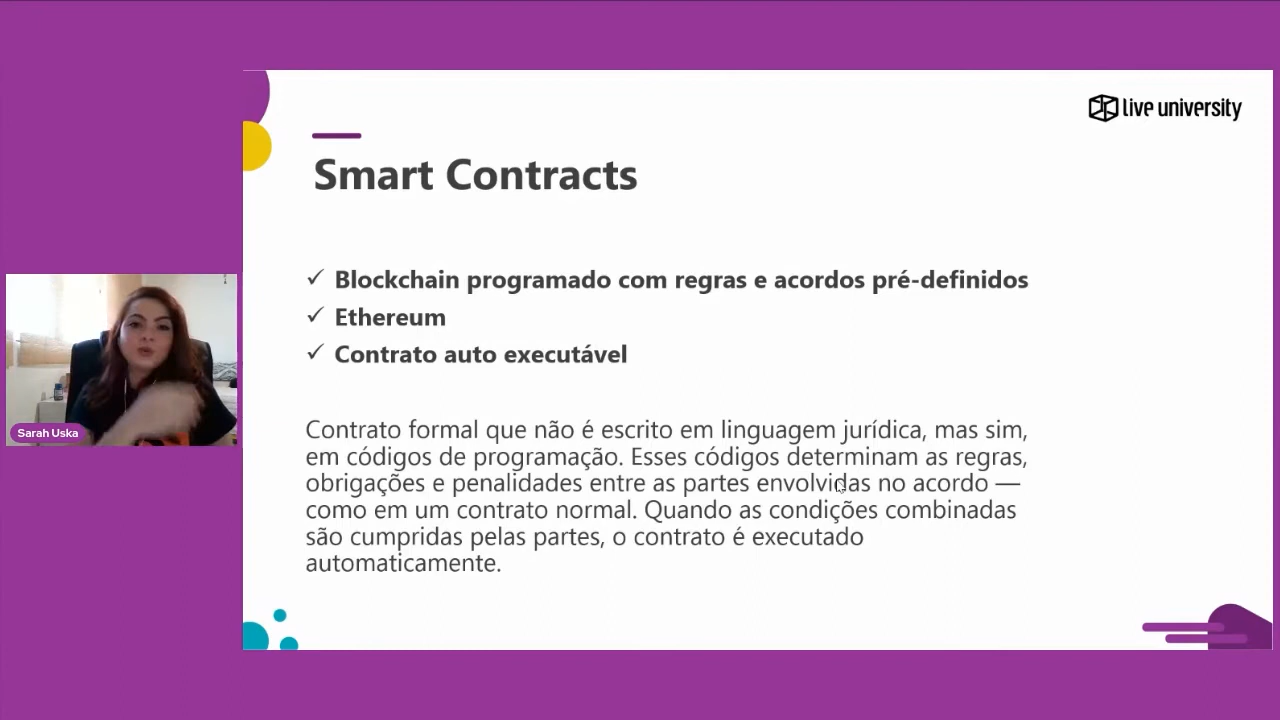 live university
Smart Contracts
✓ Blockchain programado com regras e acordos pré-definidos
✓ Ethereum
✓ Contrato auto executável
Contrato formal que não é escrito em linguagem jurídica, mas sim,
em códigos de programação. Esses códigos determinam as regras,
obrigações e penalidades entre as partes envolvidas no acordo —
como em um contrato normal. Quando as condições combinadas
são cumpridas pelas partes, o contrato é executado
automaticamente.
Sarah Uska